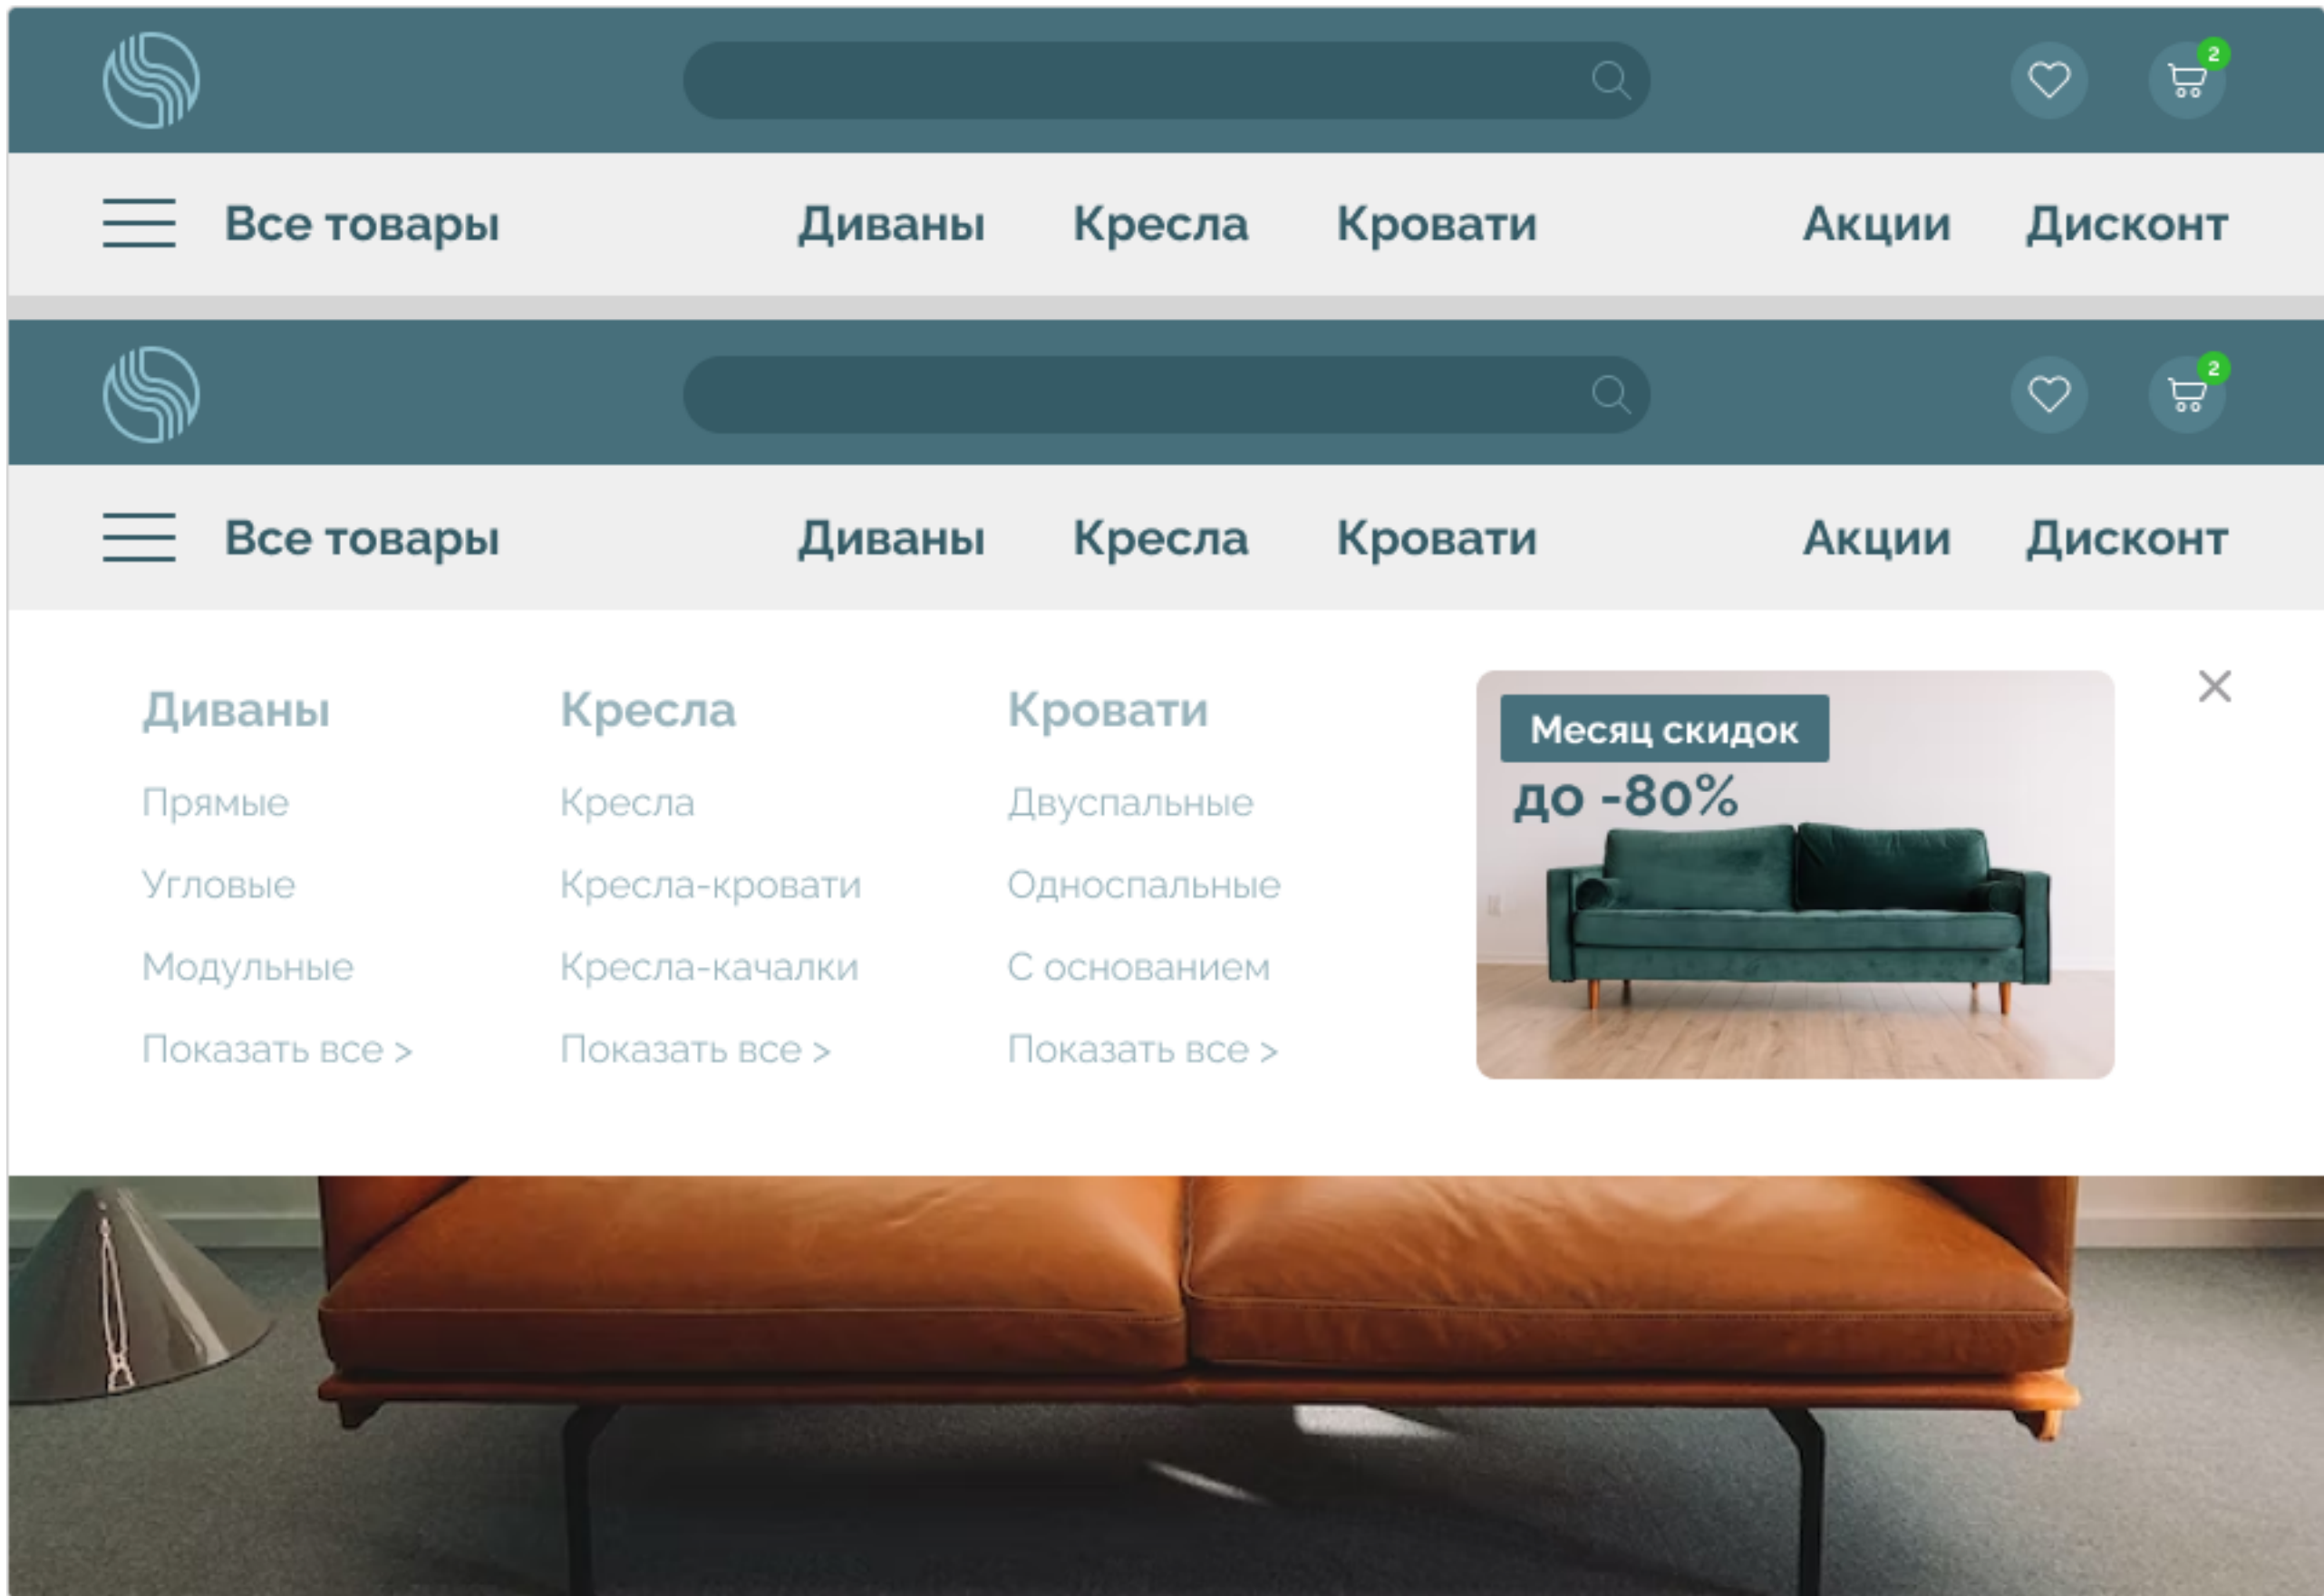 2
Все товары
Диваны
Кресла
Кровати
Акции
Дисконт
2
Все товары
Диваны
Кресла
Кровати
Акции
Дисконт
Диваны
Прямые
Угловые
Модульные
Показать все >
Кресла
Кресла
Кресла-кровати
Кресла-качалки
Показать все >
Кровати
Двуспальные
Односпальные
С основанием
Показать все >
Месяц скидок
до -80%